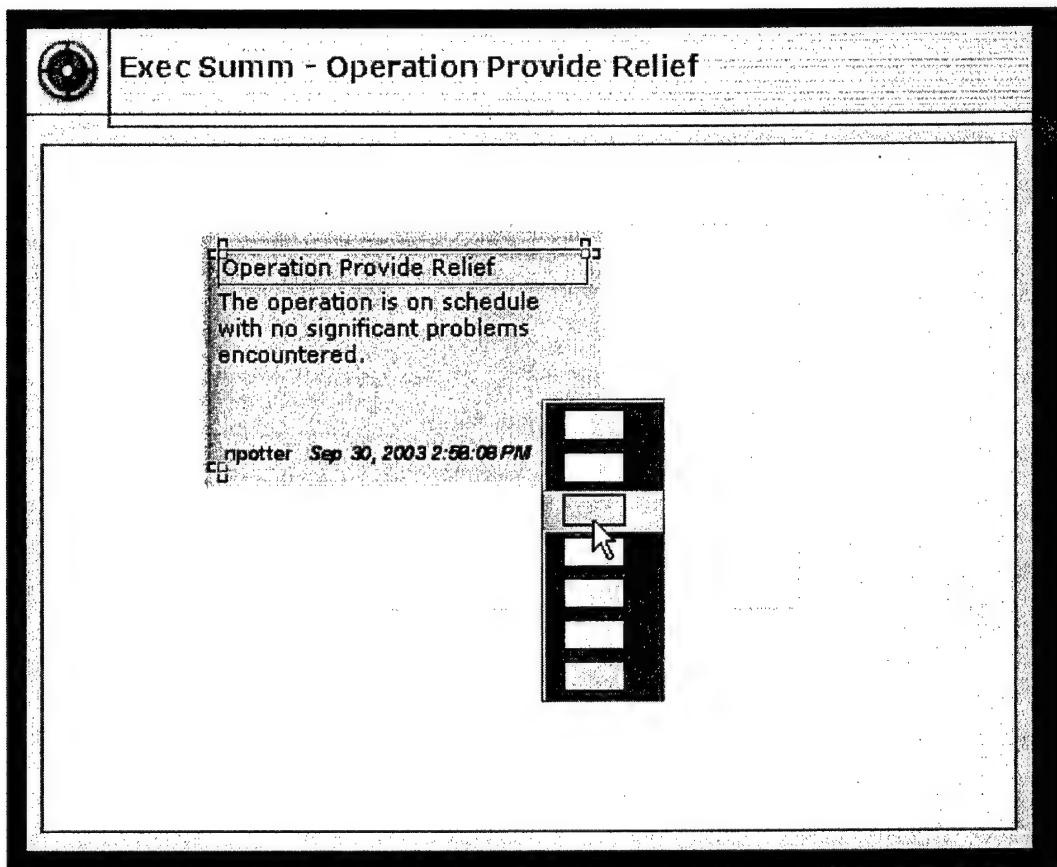 Exec Summ - Operation Provide Relief
Operation Provide Relief
The operation is on schedule
with no significant problems
encountered.
npotter Sep 30, 2003 2:58:08 PM